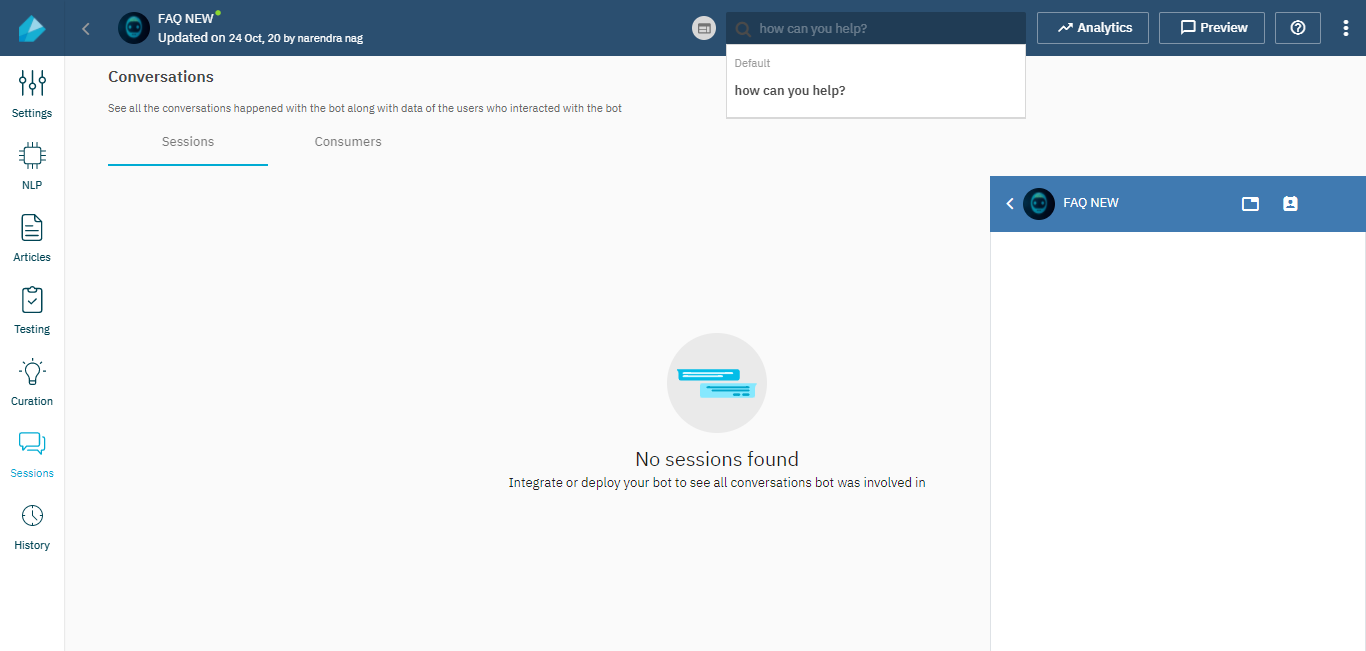 FAQ NEW
Updated on 24 Oct, 20 by narendra nag
how can you help?
Analytics
Preview
Default
how can you help?
Settings
NLP
Articles
Testing
Curation
Sessions
History
Conversations
See all the conversations happened with the bot along with data of the users who interacted with the bot
Sessions
Consumers
No sessions found
Integrate or deploy your bot to see all conversations bot was involved in
FAQ NEW